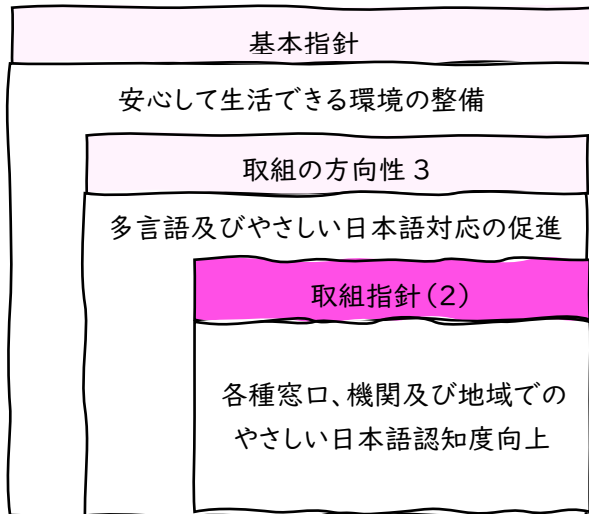 基本指針
安心して生活できる環境の整備
取組の方向性3
多言語及びやさしい日本語対応の促進
取組指針(2)
各種窓口、機関及び地域での
やさしい日本語認知度向上